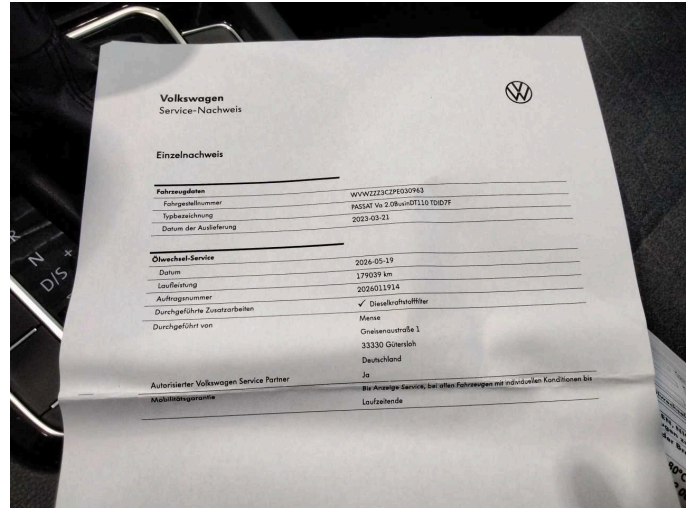 Volkswagen
Service-Nachweis
Einzelnachweis
Fahrzeugdaten
Fahrgestellnummer WVWZZZ3CZPE030963
Typbezeichnung PASSAT Va 2.0BusinDT110 TDID7F
Datum der Auslieferung 2023-03-21
Ölwechsel-Service
Datum 2026-05-19
Laufleistung 179039 km
Auftragsnummer 2026011914
Durchgeführte Zusatzarbeiten ✓ Dieselkraftstofffilter
Durchgeführt von Mense
Gneisenaustraße 1
33330 Gütersloh
Deutschland
Autorisierter Volkswagen Service Partner Ja
Mobilitätsgarantie Bis Anzeige Service, bei allen Fahrzeugen mit individuellen Konditionen bis
Laufzeitende
R
N
D/S +
80°C